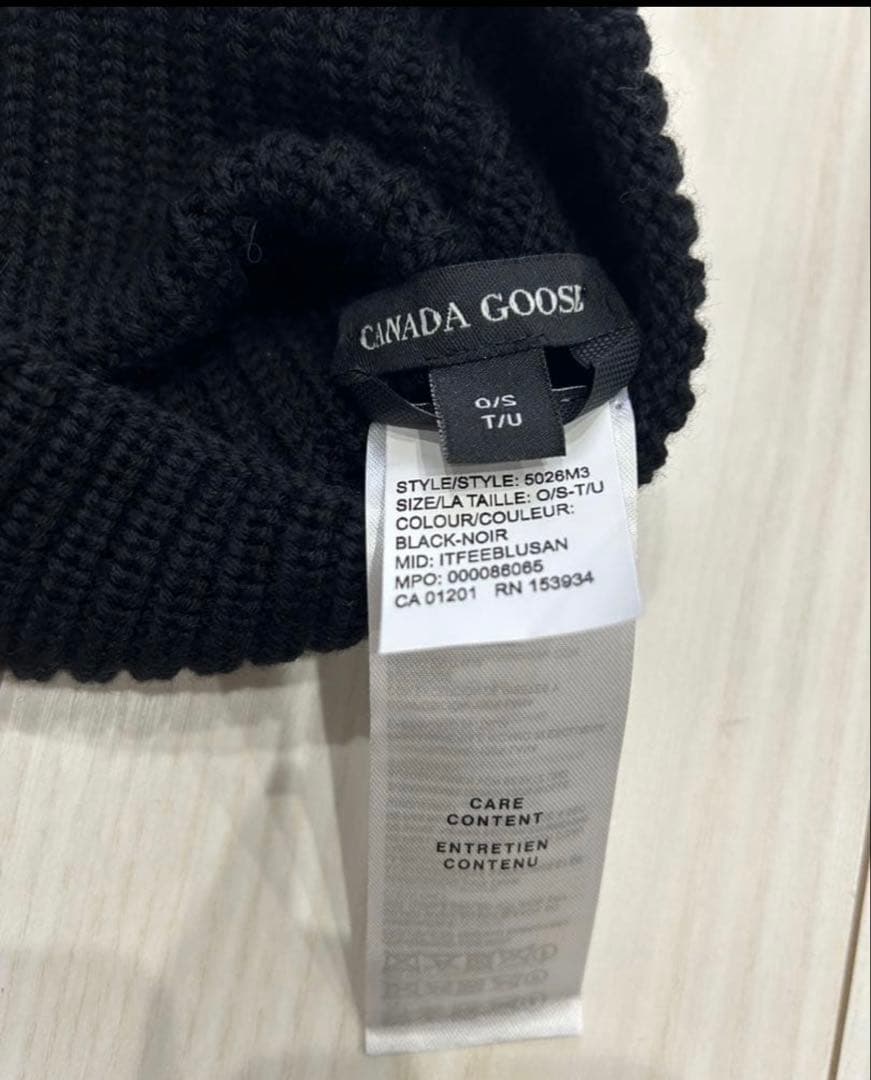 CANADA GOOSE
O/S
T/U
STYLE/STYLE: 5026M3
SIZE/LA TAILLE: O/S-T/U
COLOUR/COULEUR:
BLACK-NOIR
MID: ITFEEBLUSAN
MPO: 000086065
CA 01201 RN 153934
CARE
CONTENT
ENTRETIEN
CONTENU